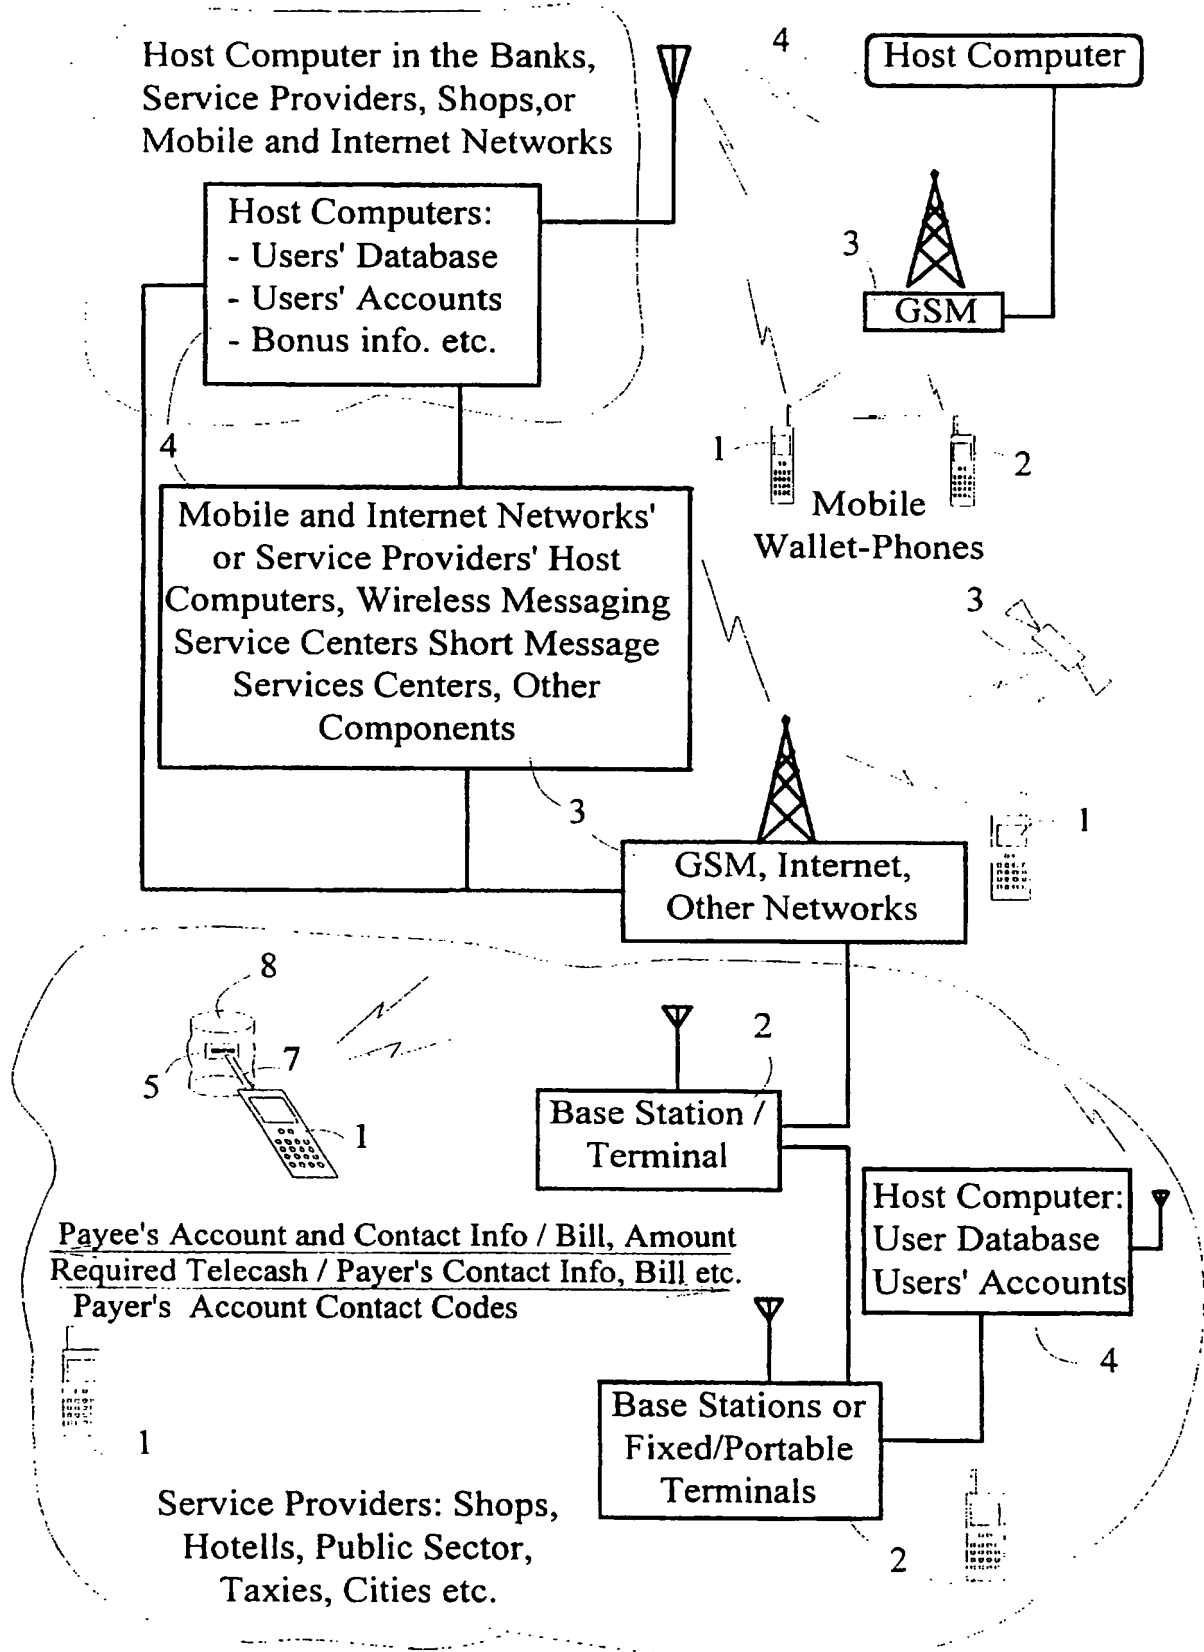 Host Computer in the Banks,
Service Providers, Shops,or
Mobile and Internet Networks
4
Host Computer
Host Computers:
- Users' Database
- Users' Accounts
- Bonus info. etc.
3
GSM
4
1
2
Mobile
Wallet-Phones
Mobile and Internet Networks'
or Service Providers' Host
Computers, Wireless Messaging
Service Centers Short Message
Services Centers, Other
Components
3
3
1
GSM, Internet,
Other Networks
8
5
7
1
2
Base Station /
Terminal
Host Computer:
User Database
Users' Accounts
4
Payee's Account and Contact Info / Bill, Amount
Required Telecash / Payer's Contact Info, Bill etc.
Payer's Account Contact Codes
1
Base Stations or
Fixed/Portable
Terminals
2
Service Providers: Shops,
Hotells, Public Sector,
Taxies, Cities etc.